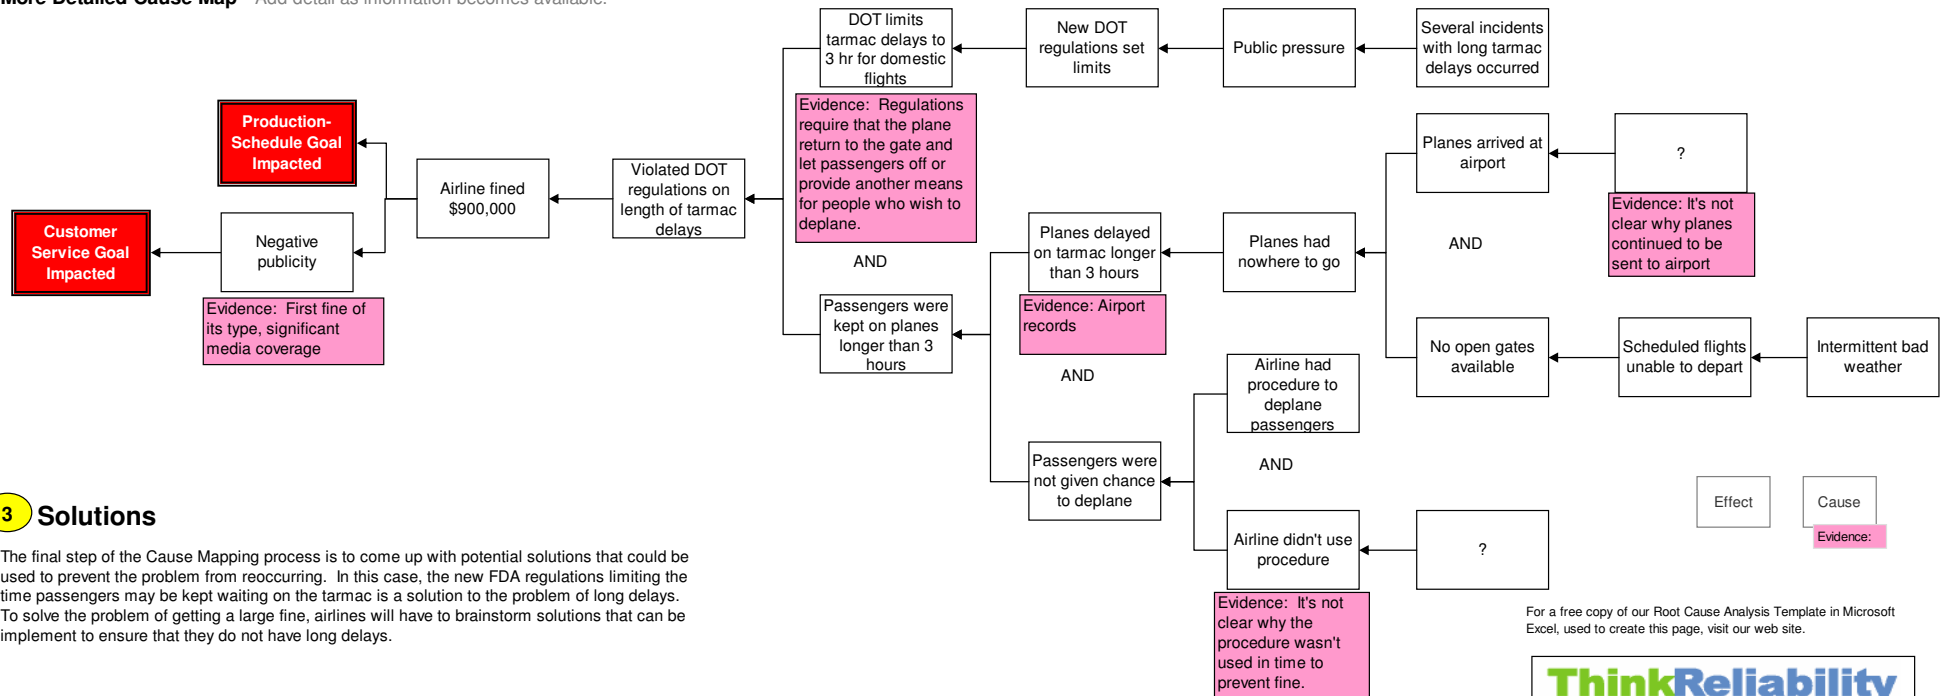 More Detailed Cause Map - Add detail as information becomes available.
DOT limits
tarmac delays to
3 hr for domestic
flights
New DOT
regulations set
limits
Public pressure
Several incidents
with long tarmac
delays occurred
Evidence:  Regulations
require that the plane
return to the gate and
let passengers off or
provide another means
for people who wish to
deplane.
Production-
Schedule Goal
Impacted
Airline fined
$900,000
Violated DOT
regulations on
length of tarmac
delays
Customer
Service Goal
Impacted
Negative
publicity
Evidence:  First fine of
its type, significant
media coverage
AND
Passengers were
kept on planes
longer than 3
hours
Planes delayed
on tarmac longer
than 3 hours
Evidence: Airport
records
AND
Planes had
nowhere to go
Planes arrived at
airport
?
Evidence: It's not
clear why planes
continued to be
sent to airport
AND
No open gates
available
Scheduled flights
unable to depart
Intermittent bad
weather
Passengers were
not given chance
to deplane
Airline had
procedure to
deplane
passengers
AND
Airline didn't use
procedure
?
Evidence:  It's not
clear why the
procedure wasn't
used in time to
prevent fine.
Effect
Cause
Evidence:
3 Solutions
The final step of the Cause Mapping process is to come up with potential solutions that could be
used to prevent the problem from reoccurring.  In this case, the new FDA regulations limiting the
time passengers may be kept waiting on the tarmac is a solution to the problem of long delays.
To solve the problem of getting a large fine, airlines will have to brainstorm solutions that can be
implement to ensure that they do not have long delays.
For a free copy of our Root Cause Analysis Template in Microsoft
Excel, used to create this page, visit our web site.
ThinkReliability